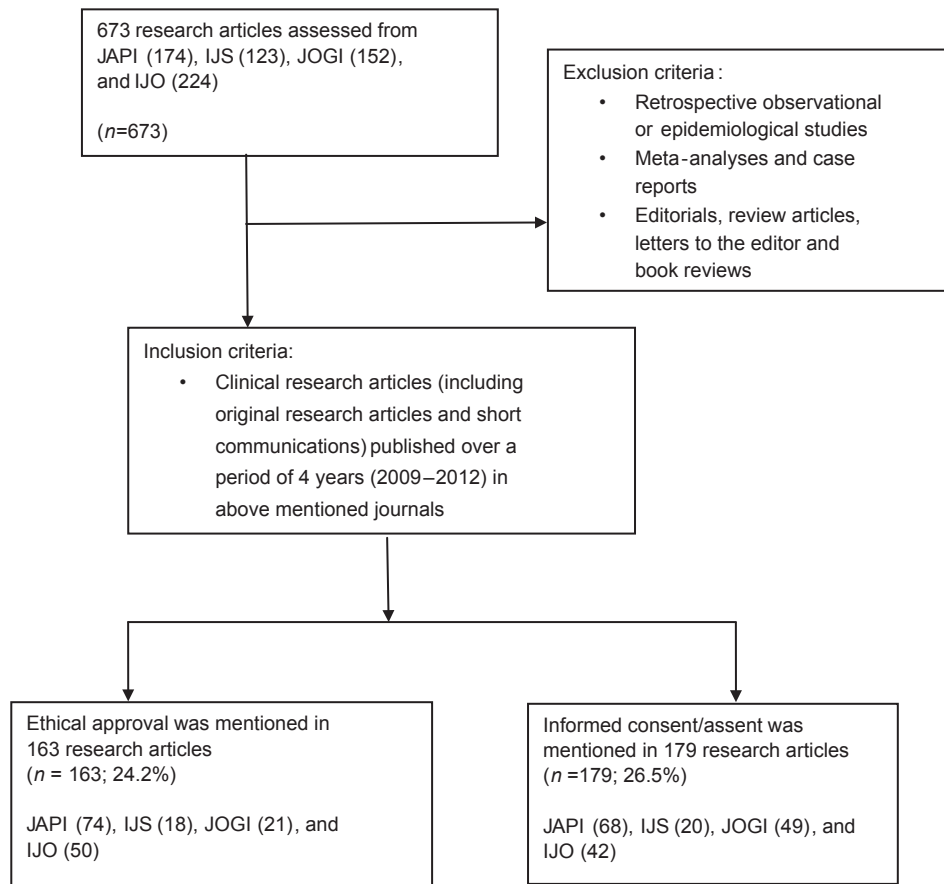 673 research articles assessed from
JAPI (174), IJS (123), JOGI (152),
and IJO (224)
(n=673)
Exclusion criteria :
• Retrospective observational
or epidemiological studies
• Meta-analyses and case
reports
• Editorials, review articles,
letters to the editor and
book reviews
Inclusion criteria:
• Clinical research articles (including
original research articles and short
communications) published over a
period of 4 years (2009–2012) in
above mentioned journals
Ethical approval was mentioned in
163 research articles
(n = 163; 24.2%)
JAPI (74), IJS (18), JOGI (21), and
IJO (50)
Informed consent/assent was
mentioned in 179 research articles
(n =179; 26.5%)
JAPI (68), IJS (20), JOGI (49), and
IJO (42)